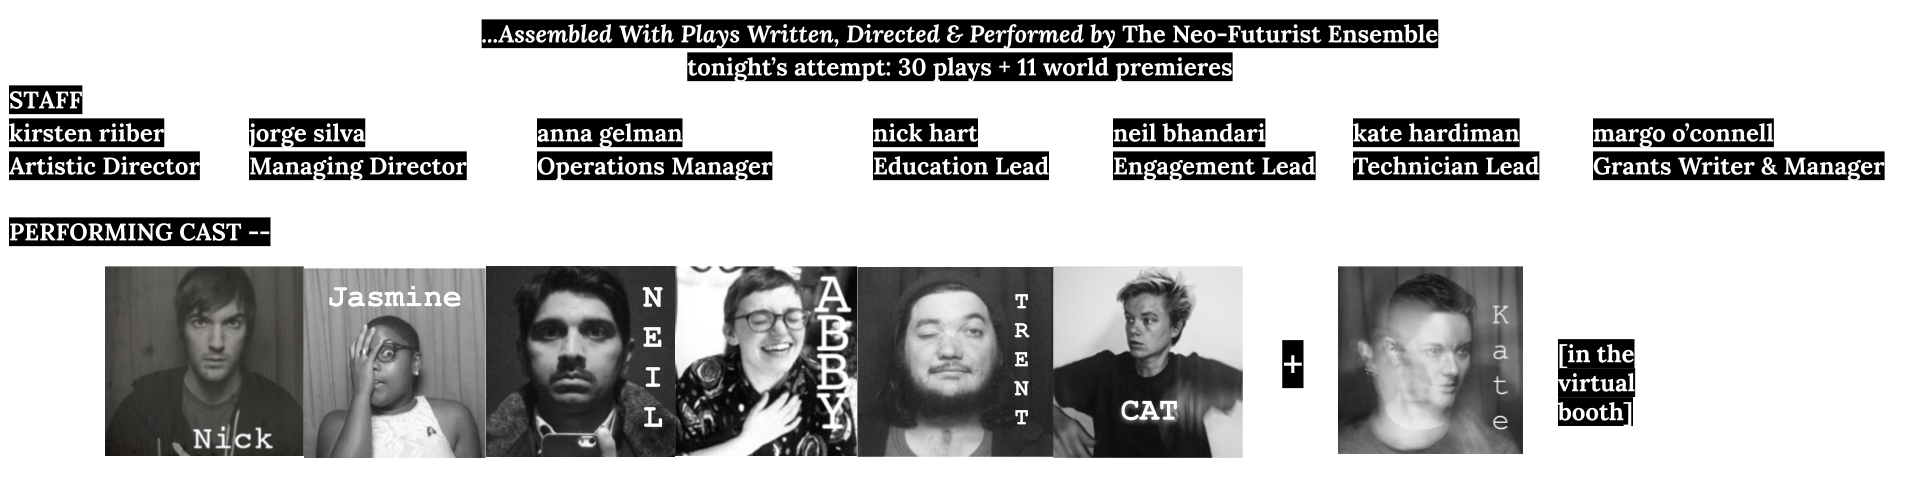 ...Assembled With Plays Written, Directed & Performed by The Neo-Futurist Ensemble
tonight’s attempt: 30 plays + 11 world premieres
STAFF
kirsten riiber jorge silva anna gelman nick hart neil bhandari kate hardiman margo o’connell
Artistic Director Managing Director Operations Manager Education Lead Engagement Lead Technician Lead Grants Writer & Manager
PERFORMING CAST --
Nick
Jasmine
NEIL
ABBY
TRENT
CAT
+
Kate
[in the
virtual
booth]